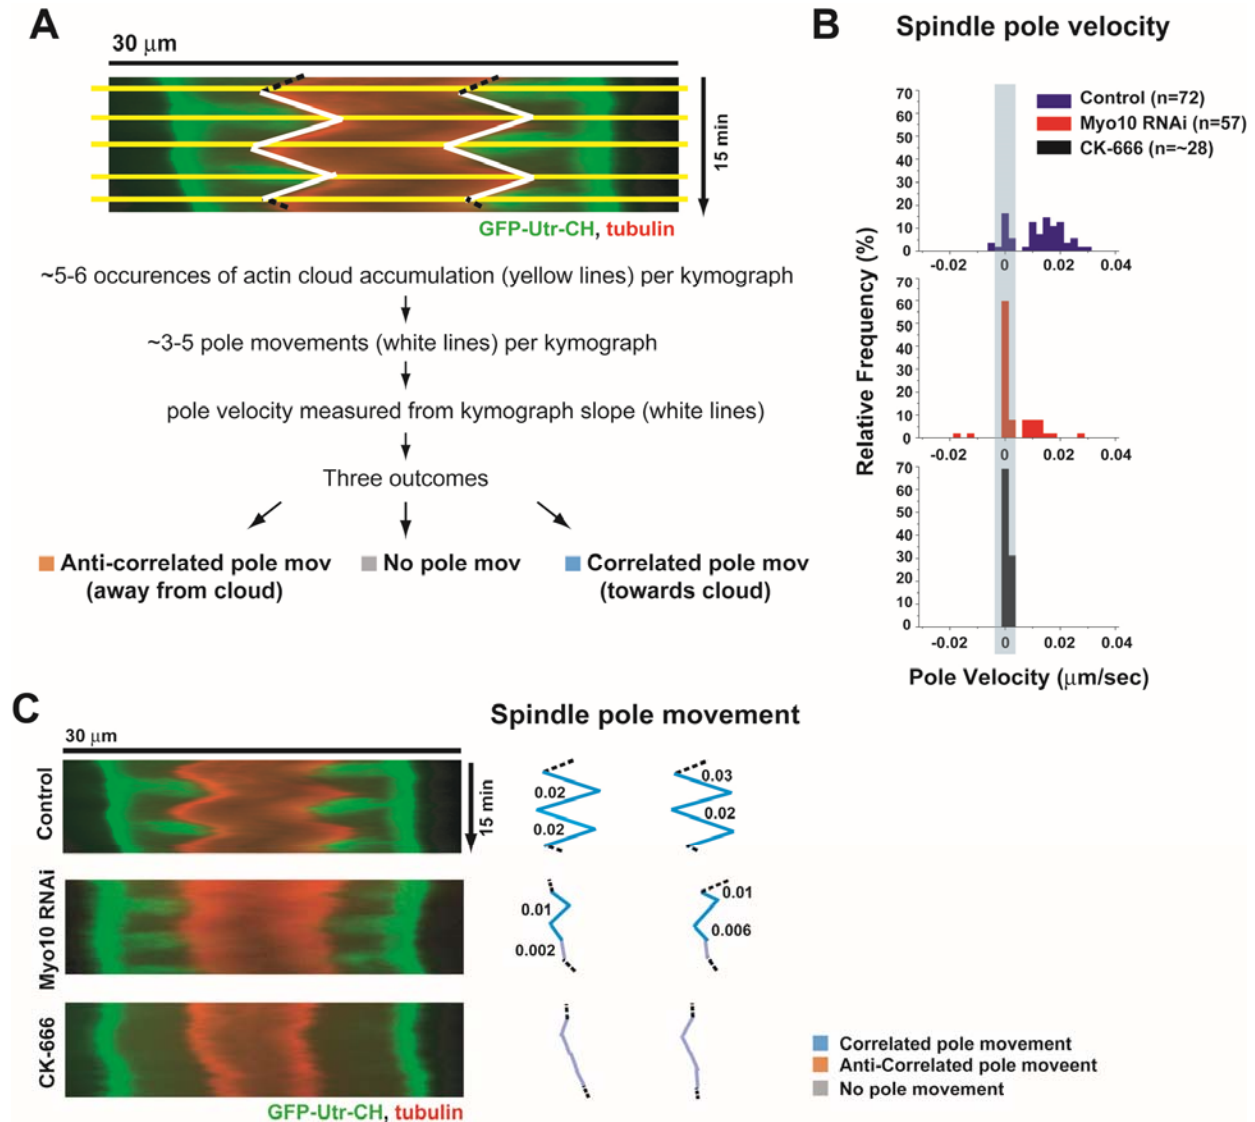 A
30 μm
15 min
GFP-Utr-CH, tubulin
~5-6 occurences of actin cloud accumulation (yellow lines) per kymograph
~3-5 pole movements (white lines) per kymograph
pole velocity measured from kymograph slope (white lines)
Three outcomes
Anti-correlated pole mov
(away from cloud)
No pole mov
Correlated pole mov
(towards cloud)
B
Spindle pole velocity
Control (n=72)
Myo10 RNAi (n=57)
CK-666 (n=~28)
Relative Frequency (%)
70
60
50
40
30
20
10
0
-0.02 0 0.02 0.04
70
60
50
40
30
20
10
0
-0.02 0 0.02 0.04
70
60
50
40
30
20
10
0
-0.02 0 0.02 0.04
Pole Velocity (μm/sec)
C
Spindle pole movement
30 μm
Control
15 min
0.02
0.02
0.03
0.02
Myo10 RNAi
0.01
0.002
0.01
0.006
CK-666
GFP-Utr-CH, tubulin
Correlated pole movement
Anti-Correlated pole moveent
No pole movement